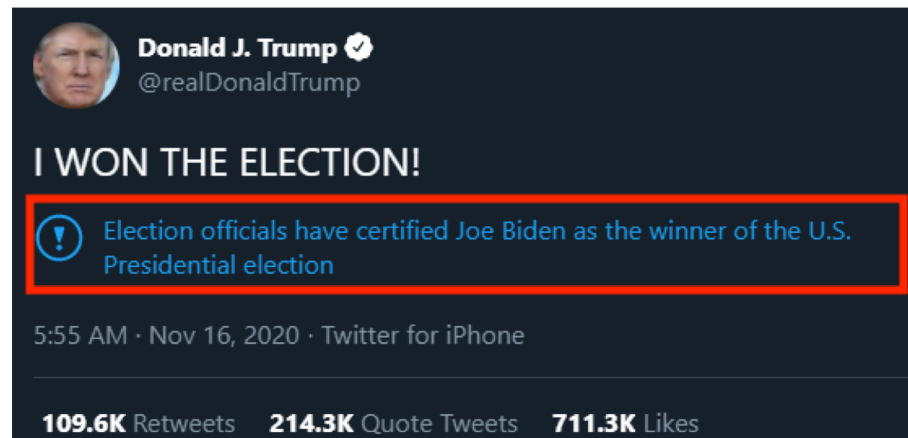 Donald J. Trump
@realDonaldTrump
I WON THE ELECTION!
Election officials have certified Joe Biden as the winner of the U.S.
Presidential election
5:55 AM · Nov 16, 2020 · Twitter for iPhone
109.6K Retweets 214.3K Quote Tweets 711.3K Likes